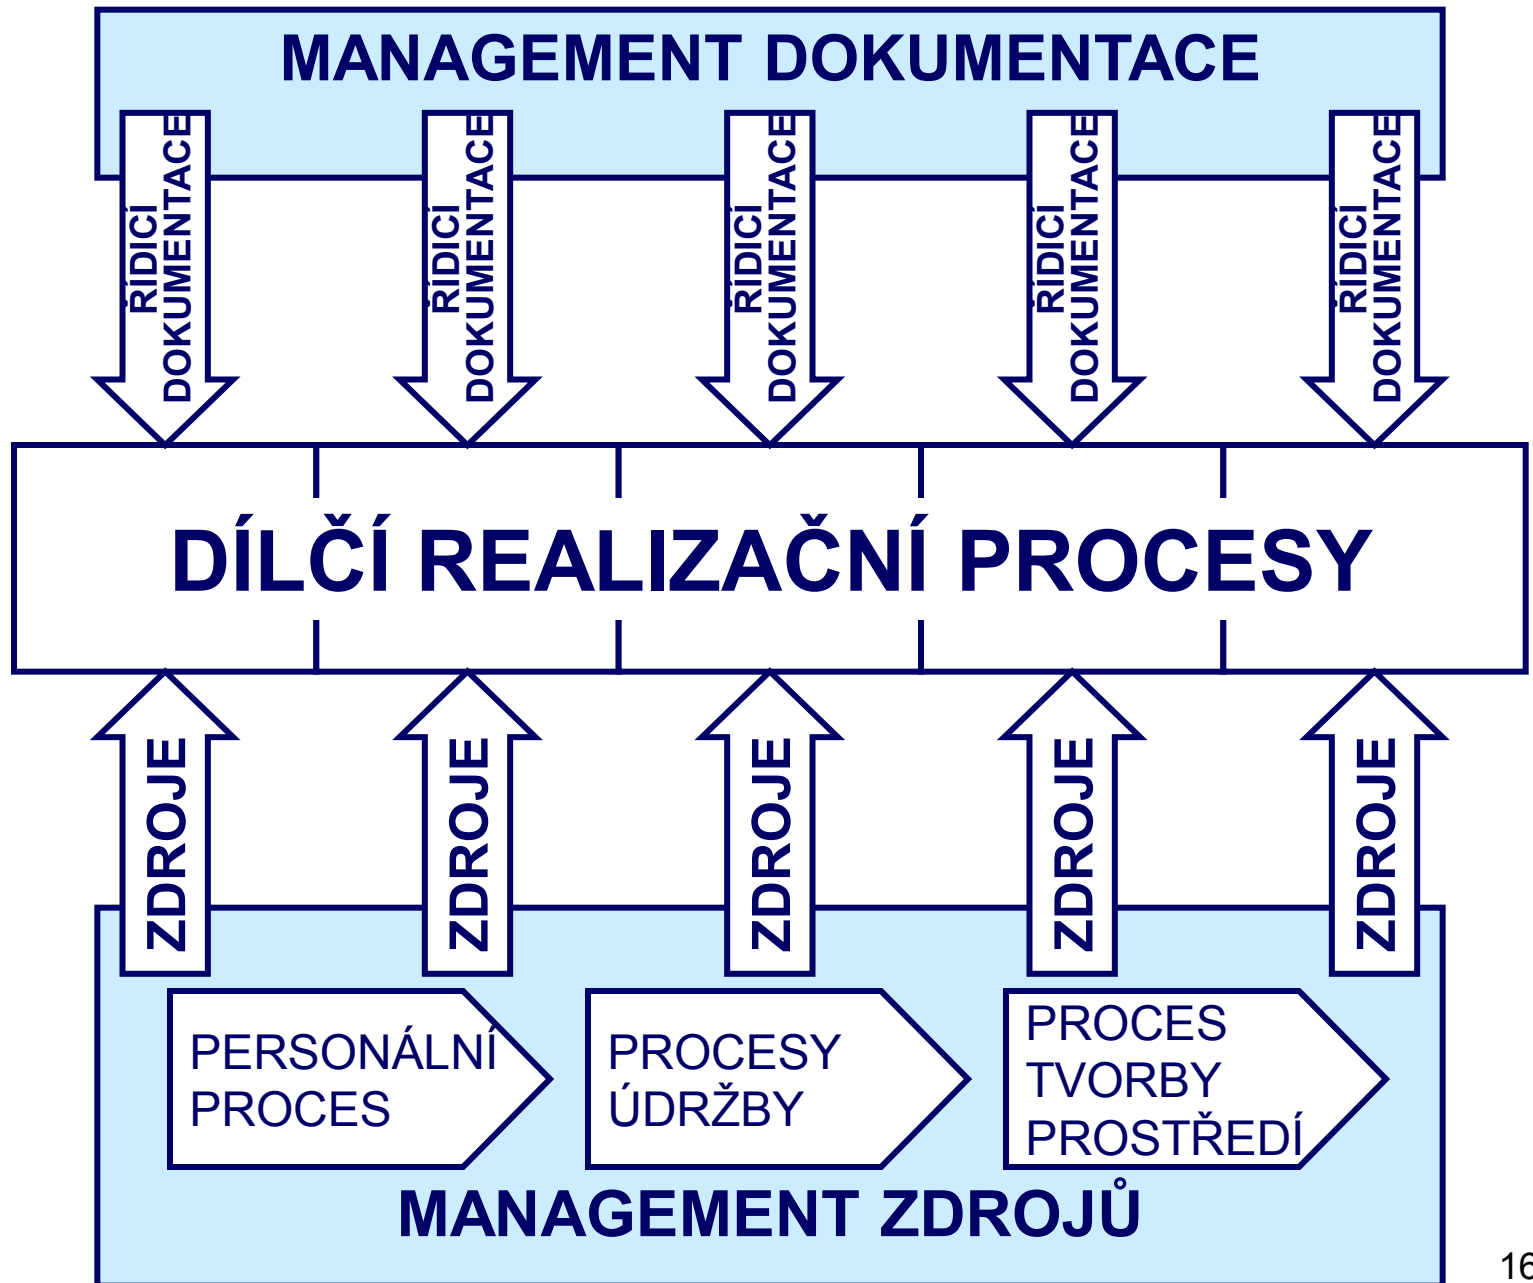 MANAGEMENT DOKUMENTACE
ŘÍDICÍ
DOKUMENTACE
ŘÍDICÍ
DOKUMENTACE
ŘÍDICÍ
DOKUMENTACE
ŘÍDICÍ
DOKUMENTACE
ŘÍDICÍ
DOKUMENTACE
DÍLČÍ REALIZAČNÍ PROCESY
ZDROJE
ZDROJE
ZDROJE
ZDROJE
ZDROJE
PERSONÁLNÍ
PROCES
PROCESY
ÚDRŽBY
PROCES
TVORBY
PROSTŘEDÍ
MANAGEMENT ZDROJŮ
16